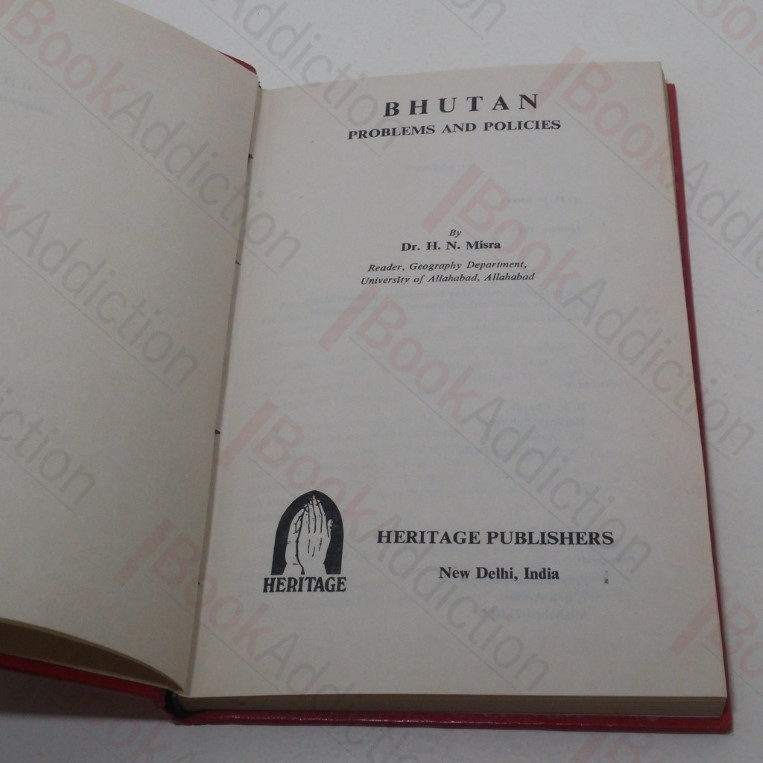 BHUTAN
PROBLEMS AND POLICIES
By
Dr. H. N. Misra
Reader, Geography Department,
University of Allahabad, Allahabad
HERITAGE
HERITAGE PUBLISHERS
New Delhi, India
BookAddiction